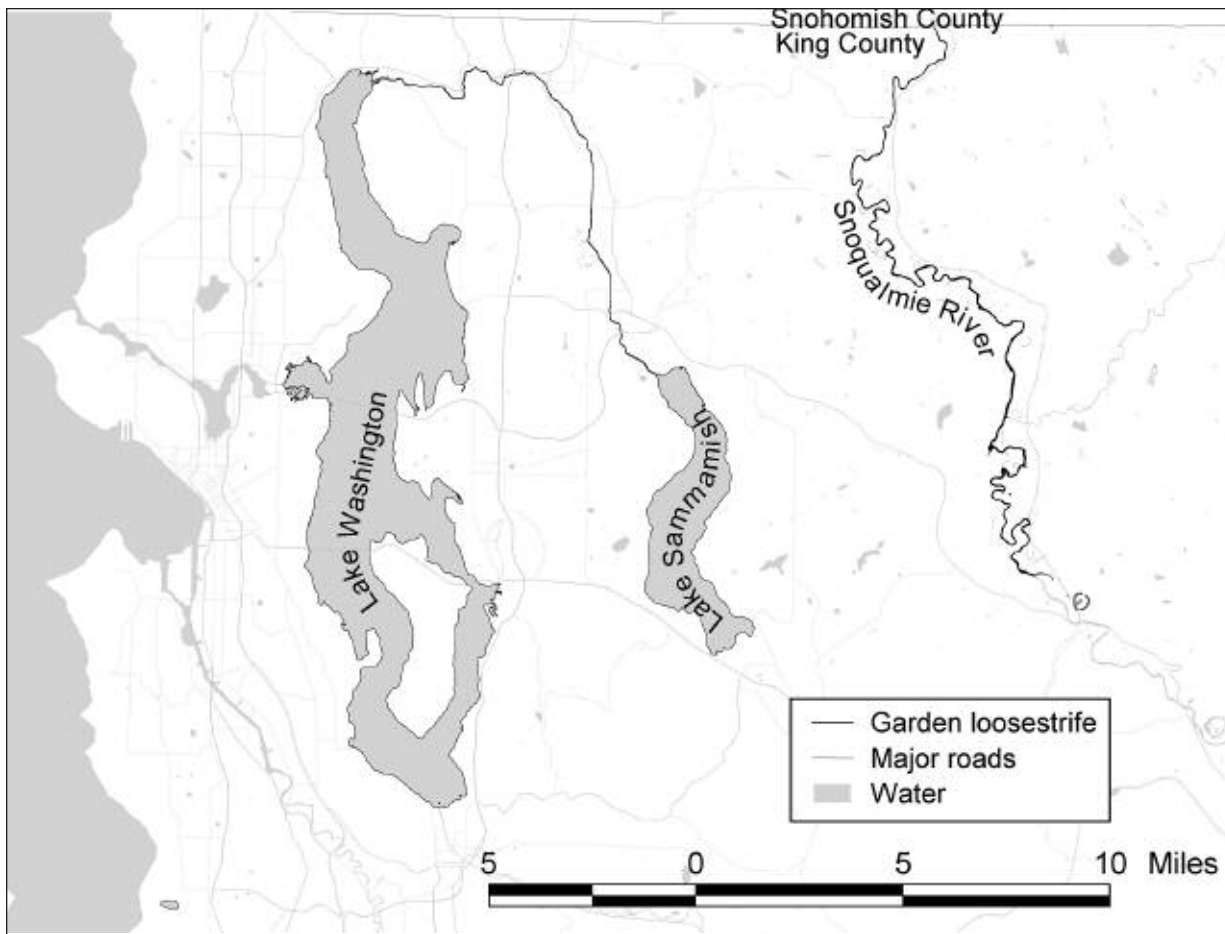 Snohomish County
King County
Snoqualmie River
Lake Washington
Lake Sammamish
Garden loosestrife
Major roads
Water
5 0 5 10 Miles